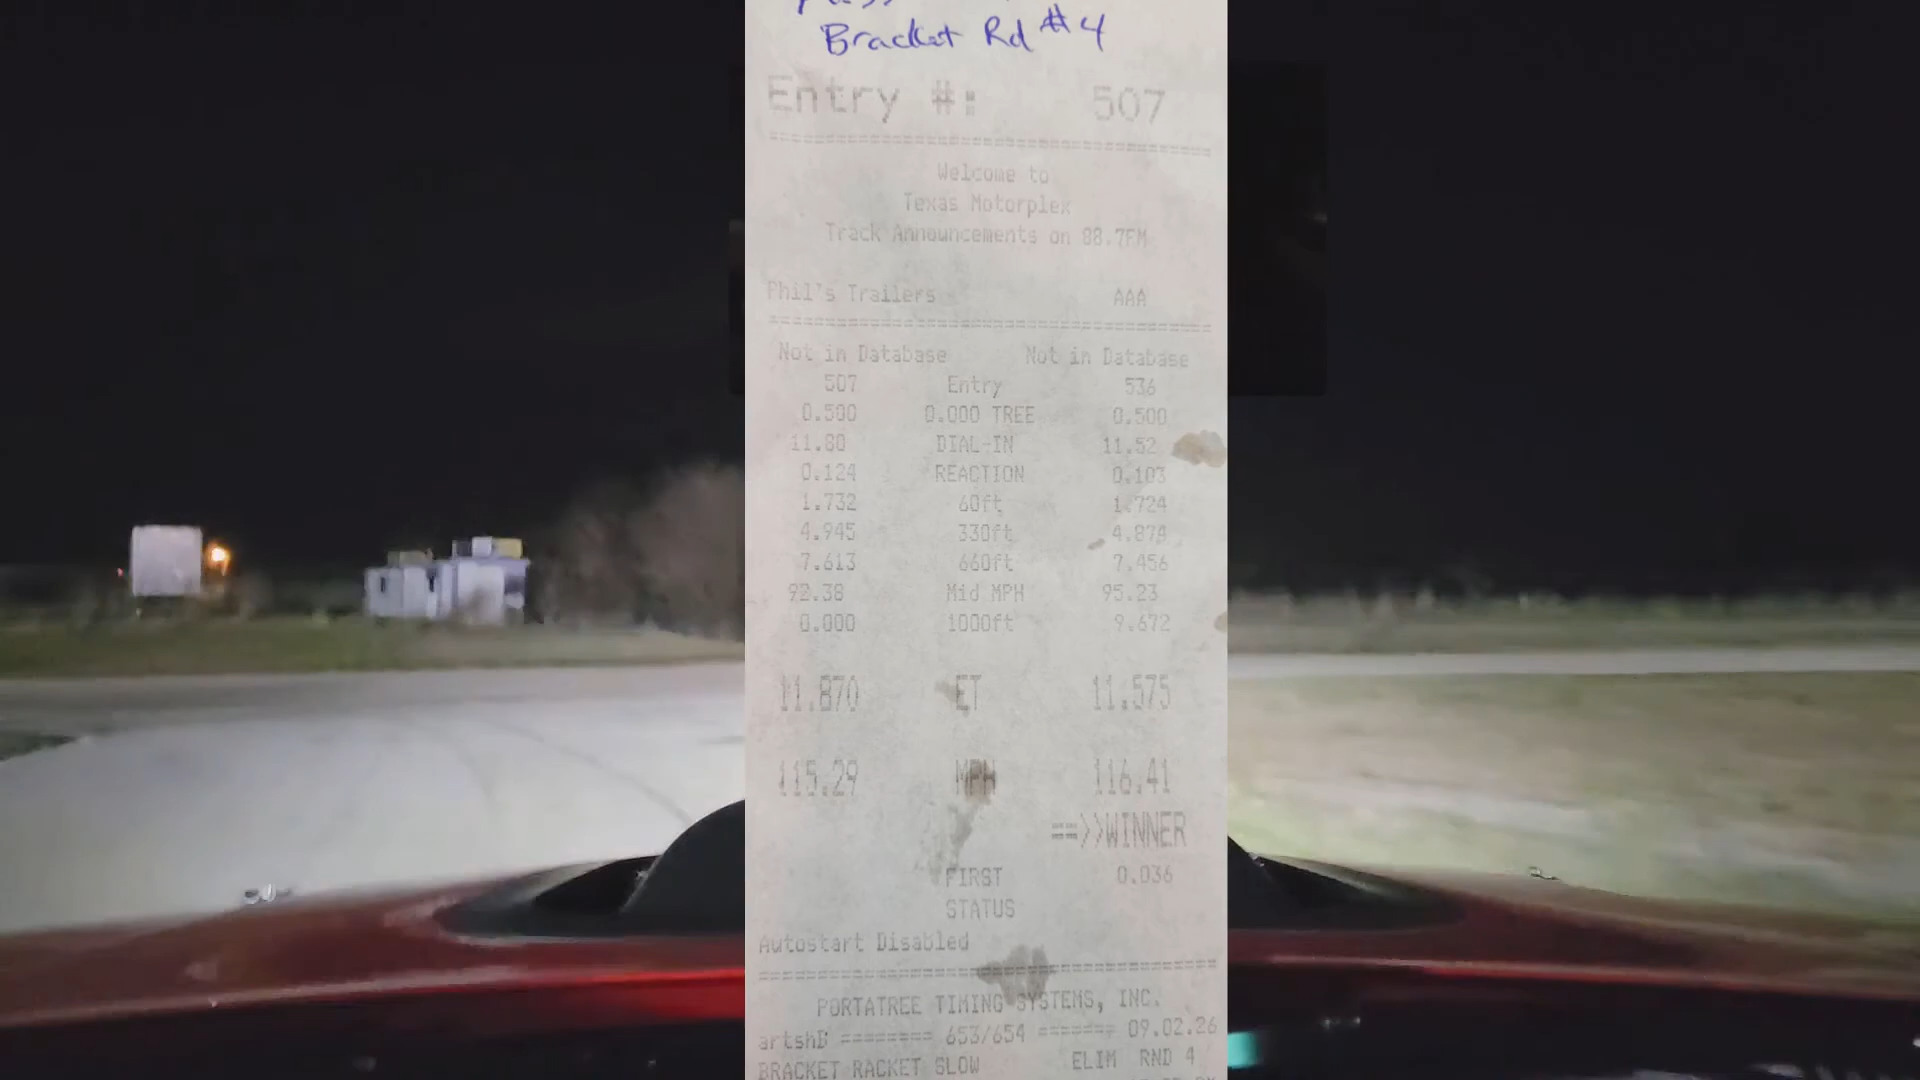 Bracket Rd #4
Entry #: 507
Welcome to
Texas Motorplex
Track Announcements on 88.7FM
Phil's Trailers AAA
Not in Database Not in Database
507 Entry 536
0.500 0.000 TREE 0.500
11.80 DIAL-IN 11.52
0.124 REACTION 0.103
1.732 60ft 1.724
4.945 330ft 4.874
7.613 660ft 7.456
92.38 Mid MPH 95.23
0.000 1000ft 9.672
11.870 ET 11.575
115.29 MPH 116.41
==>>WINNER
FIRST 0.036
STATUS
Autostart Disabled
PORTATREE TIMING SYSTEMS, INC.
artshB ======== 653/654 ======= 09.02.26
BRACKET RACKET SLOW ELIM RND 4